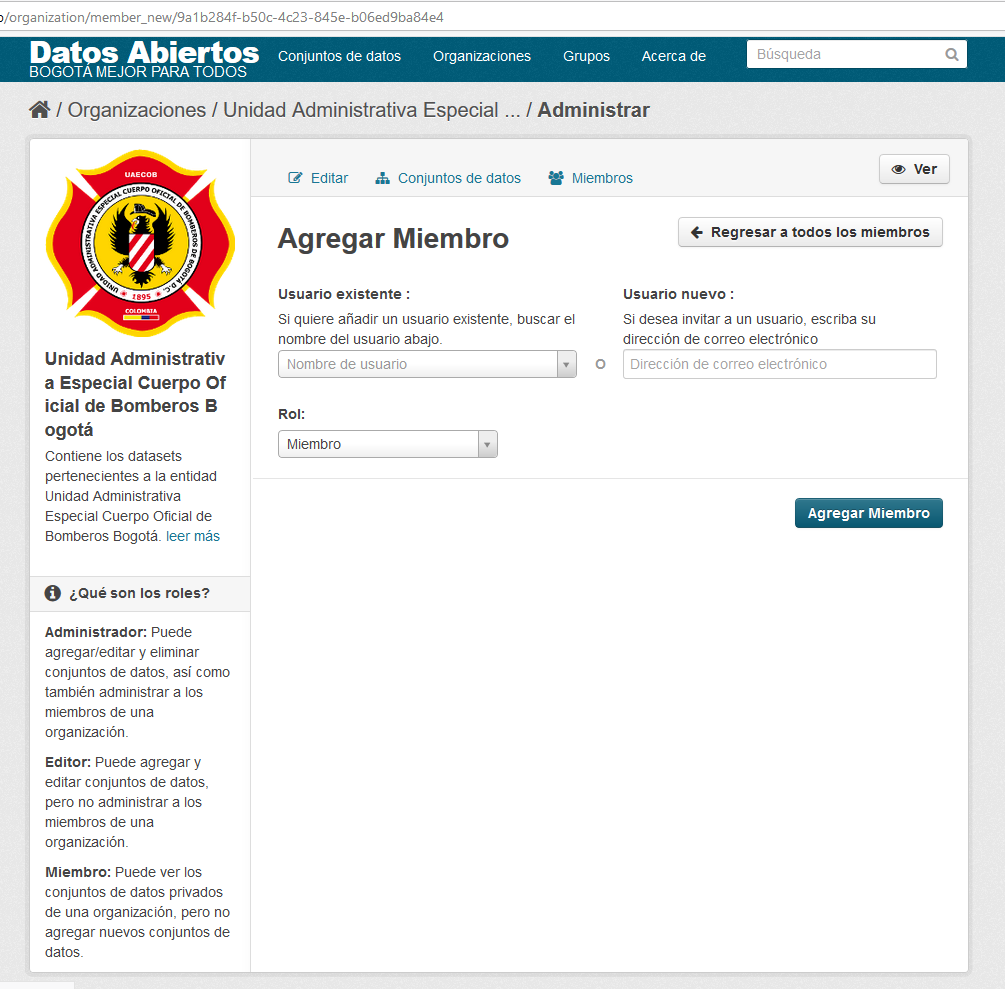 o/organization/member_new/9a1b284f-b50c-4c23-845e-b06ed9ba84e4
Datos Abiertos
BOGOTÁ MEJOR PARA TODOS
Conjuntos de datos
Organizaciones
Grupos
Acerca de
Búsqueda
/ Organizaciones / Unidad Administrativa Especial ... / Administrar
UAECOB
UNIDAD ADMINISTRATIVA ESPECIAL CUERPO OFICIAL DE BOMBEROS DE BOGOTÁ D.C.
1895
COLOMBIA
Unidad Administrativ
a Especial Cuerpo Of
icial de Bomberos B
ogotá
Contiene los datasets
pertenecientes a la entidad
Unidad Administrativa
Especial Cuerpo Oficial de
Bomberos Bogotá. leer más
¿Qué son los roles?
Administrador: Puede
agregar/editar y eliminar
conjuntos de datos, así como
también administrar a los
miembros de una
organización.
Editor: Puede agregar y
editar conjuntos de datos,
pero no administrar a los
miembros de una
organización.
Miembro: Puede ver los
conjuntos de datos privados
de una organización, pero no
agregar nuevos conjuntos de
datos.
Editar
Conjuntos de datos
Miembros
Ver
Agregar Miembro
Regresar a todos los miembros
Usuario existente :
Si quiere añadir un usuario existente, buscar el
nombre del usuario abajo.
Nombre de usuario
O
Usuario nuevo :
Si desea invitar a un usuario, escriba su
dirección de correo electrónico
Dirección de correo electrónico
Rol:
Miembro
Agregar Miembro